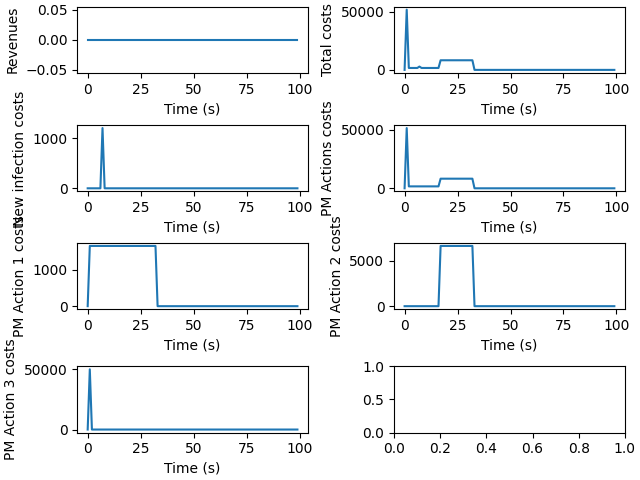 Revenues
0.05
0.00
−0.05
0 25 50 75 100
Time (s)
Total costs
50000
0
0 25 50 75 100
Time (s)
New infection costs
1000
0
0 25 50 75 100
Time (s)
PM Actions costs
50000
0
0 25 50 75 100
Time (s)
PM Action 1 costs
1000
0
0 25 50 75 100
Time (s)
PM Action 2 costs
5000
0
0 25 50 75 100
Time (s)
PM Action 3 costs
50000
0
0 25 50 75 100
Time (s)
1.0
0.5
0.0
0.0 0.2 0.4 0.6 0.8 1.0